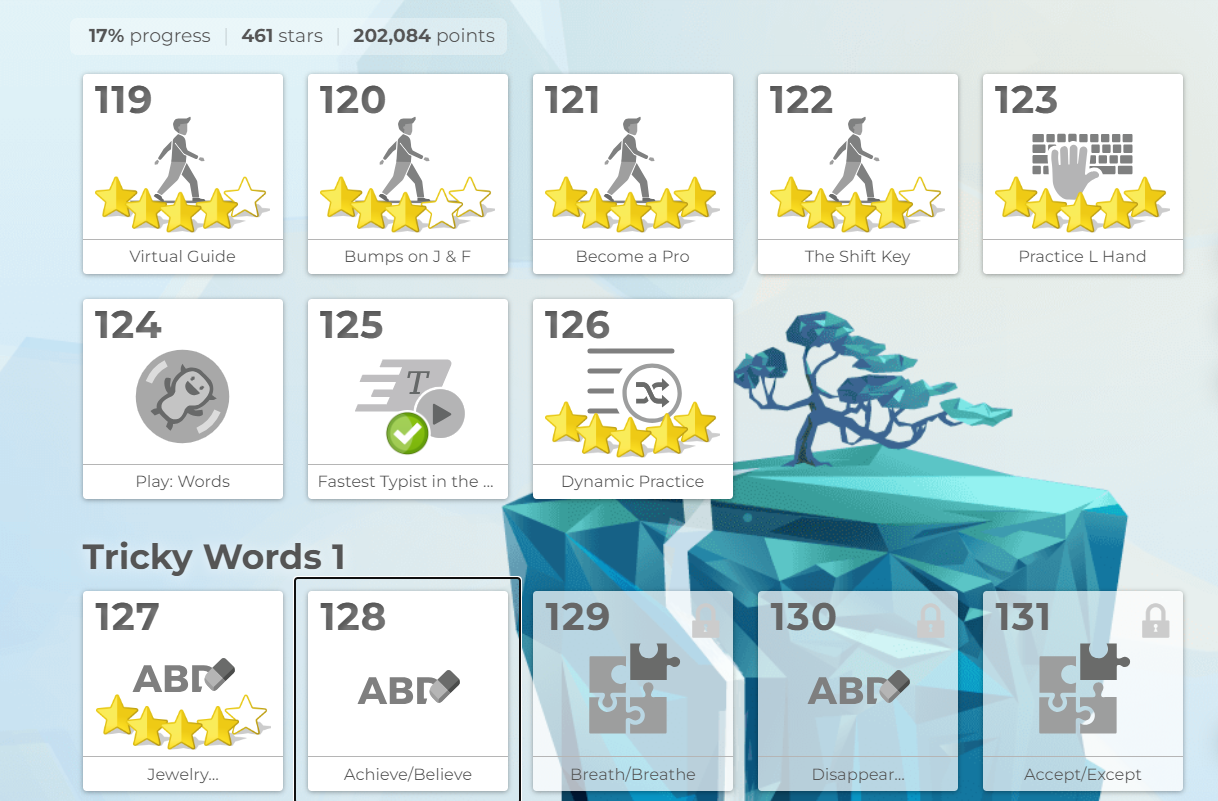 17% progress | 461 stars | 202,084 points
119
120
121
122
123
Virtual Guide
Bumps on J & F
Become a Pro
The Shift Key
Practice L Hand
124
125
126
T
Play: Words
Fastest Typist in the ...
Dynamic Practice
Tricky Words 1
127
128
129
130
131
ABD
ABD
ABD
Jewelry...
Achieve/Believe
Breath/Breathe
Disappear...
Accept/Except